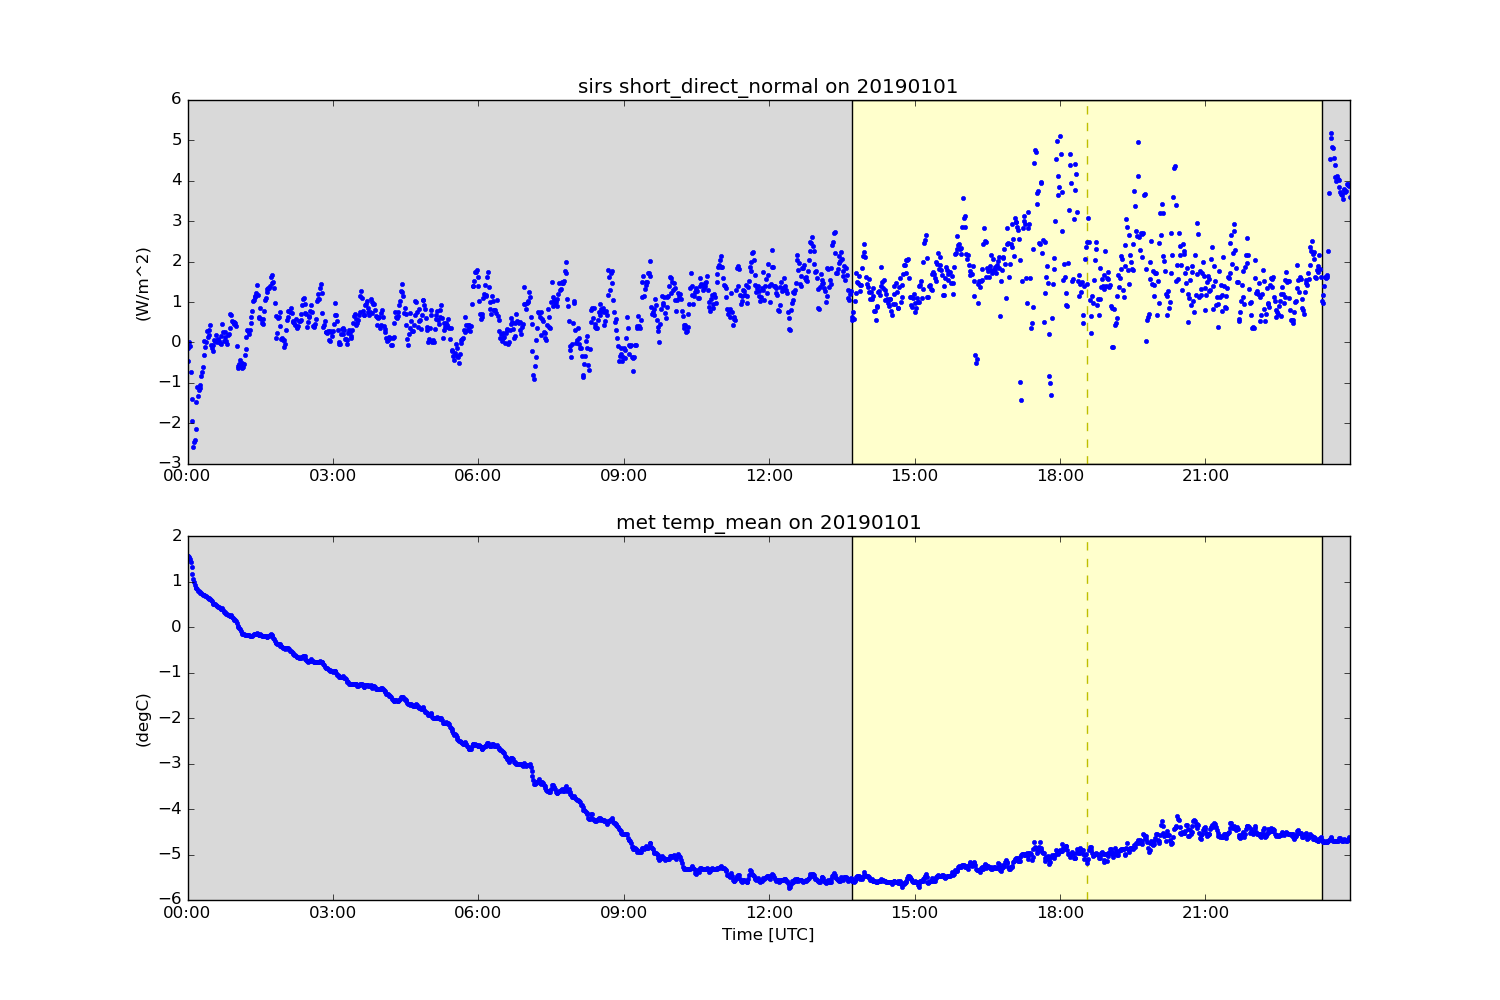 sirs short_direct_normal on 20190101
6
5
4
3
2
1
0
−1
−2
−3
(W/m^2)
00:00 03:00 06:00 09:00 12:00 15:00 18:00 21:00
met temp_mean on 20190101
2
1
0
−1
−2
−3
−4
−5
−6
(degC)
00:00 03:00 06:00 09:00 12:00 15:00 18:00 21:00
Time [UTC]